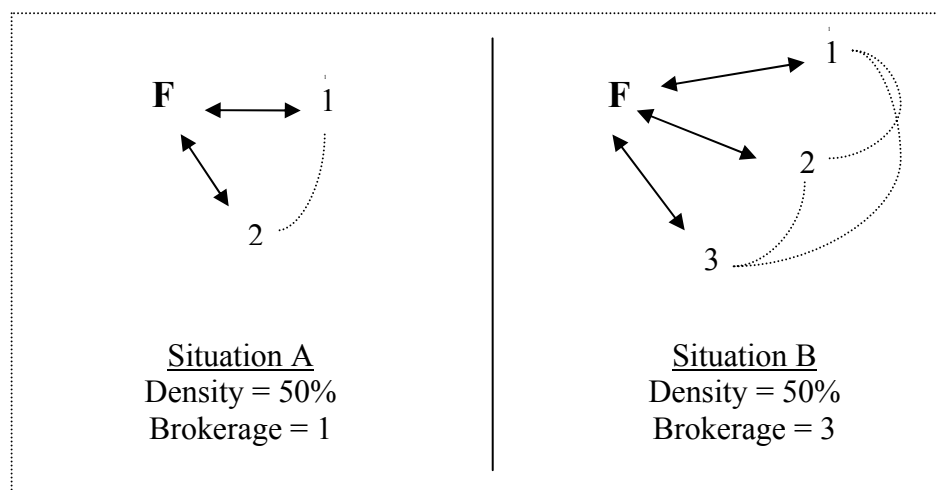 F
1
2
Situation A
Density = 50%
Brokerage = 1
F
1
2
3
Situation B
Density = 50%
Brokerage = 3